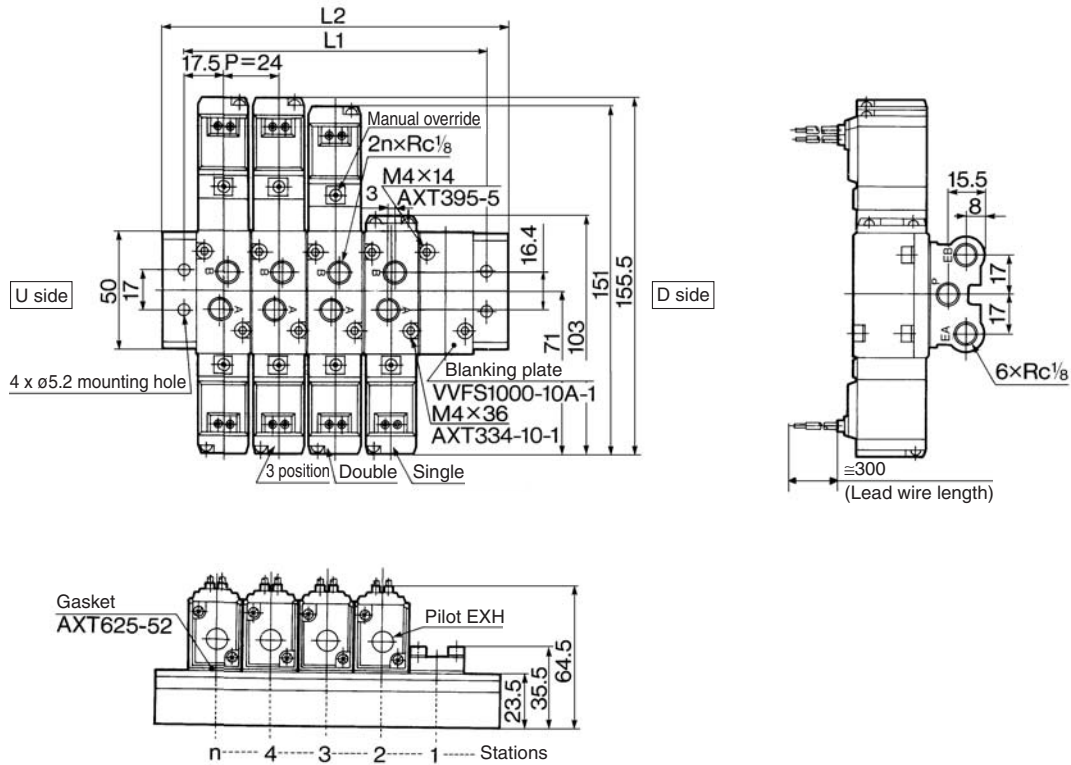 L2
L1
17.5 P=24
Manual override
2n×Rc1/8
M4×14
3 AXT395-5
B B B B
A A A A
U side
50
17
16.4
71
103
151
155.5
D side
4 x ø5.2 mounting hole
Blanking plate
VVFS1000-10A-1
M4×36
AXT334-10-1
3 position Double Single
15.5
8
EB
P
EA
17
17
6×Rc1/8
≅300
(Lead wire length)
Gasket
AXT625-52
Pilot EXH
23.5
35.5
64.5
n 4 3 2 1 Stations